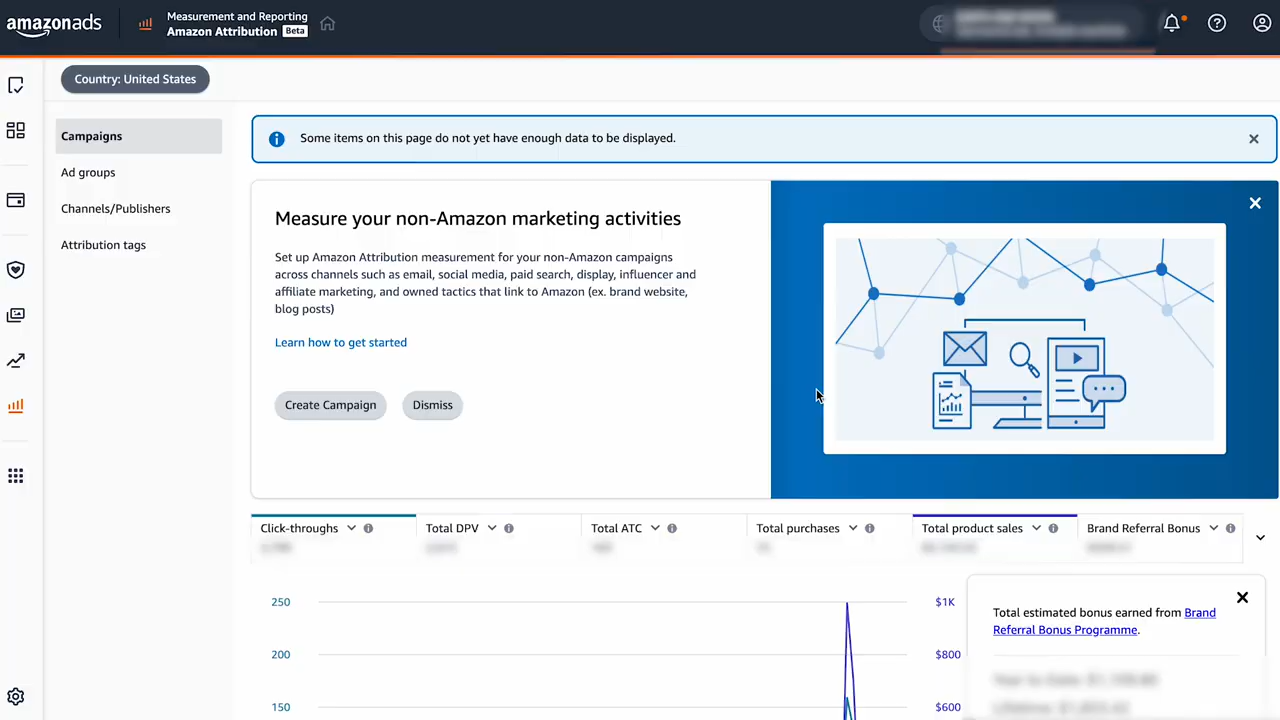 amazonads
Measurement and Reporting
Amazon Attribution Beta
Country: United States
Campaigns
Ad groups
Channels/Publishers
Attribution tags
Some items on this page do not yet have enough data to be displayed.
Measure your non-Amazon marketing activities
Set up Amazon Attribution measurement for your non-Amazon campaigns
across channels such as email, social media, paid search, display, influencer and
affiliate marketing, and owned tactics that link to Amazon (ex. brand website,
blog posts)
Learn how to get started
Create Campaign
Dismiss
Click-throughs
Total DPV
Total ATC
Total purchases
Total product sales
Brand Referral Bonus
250
$1K
200
$800
150
$600
Total estimated bonus earned from Brand
Referral Bonus Programme.